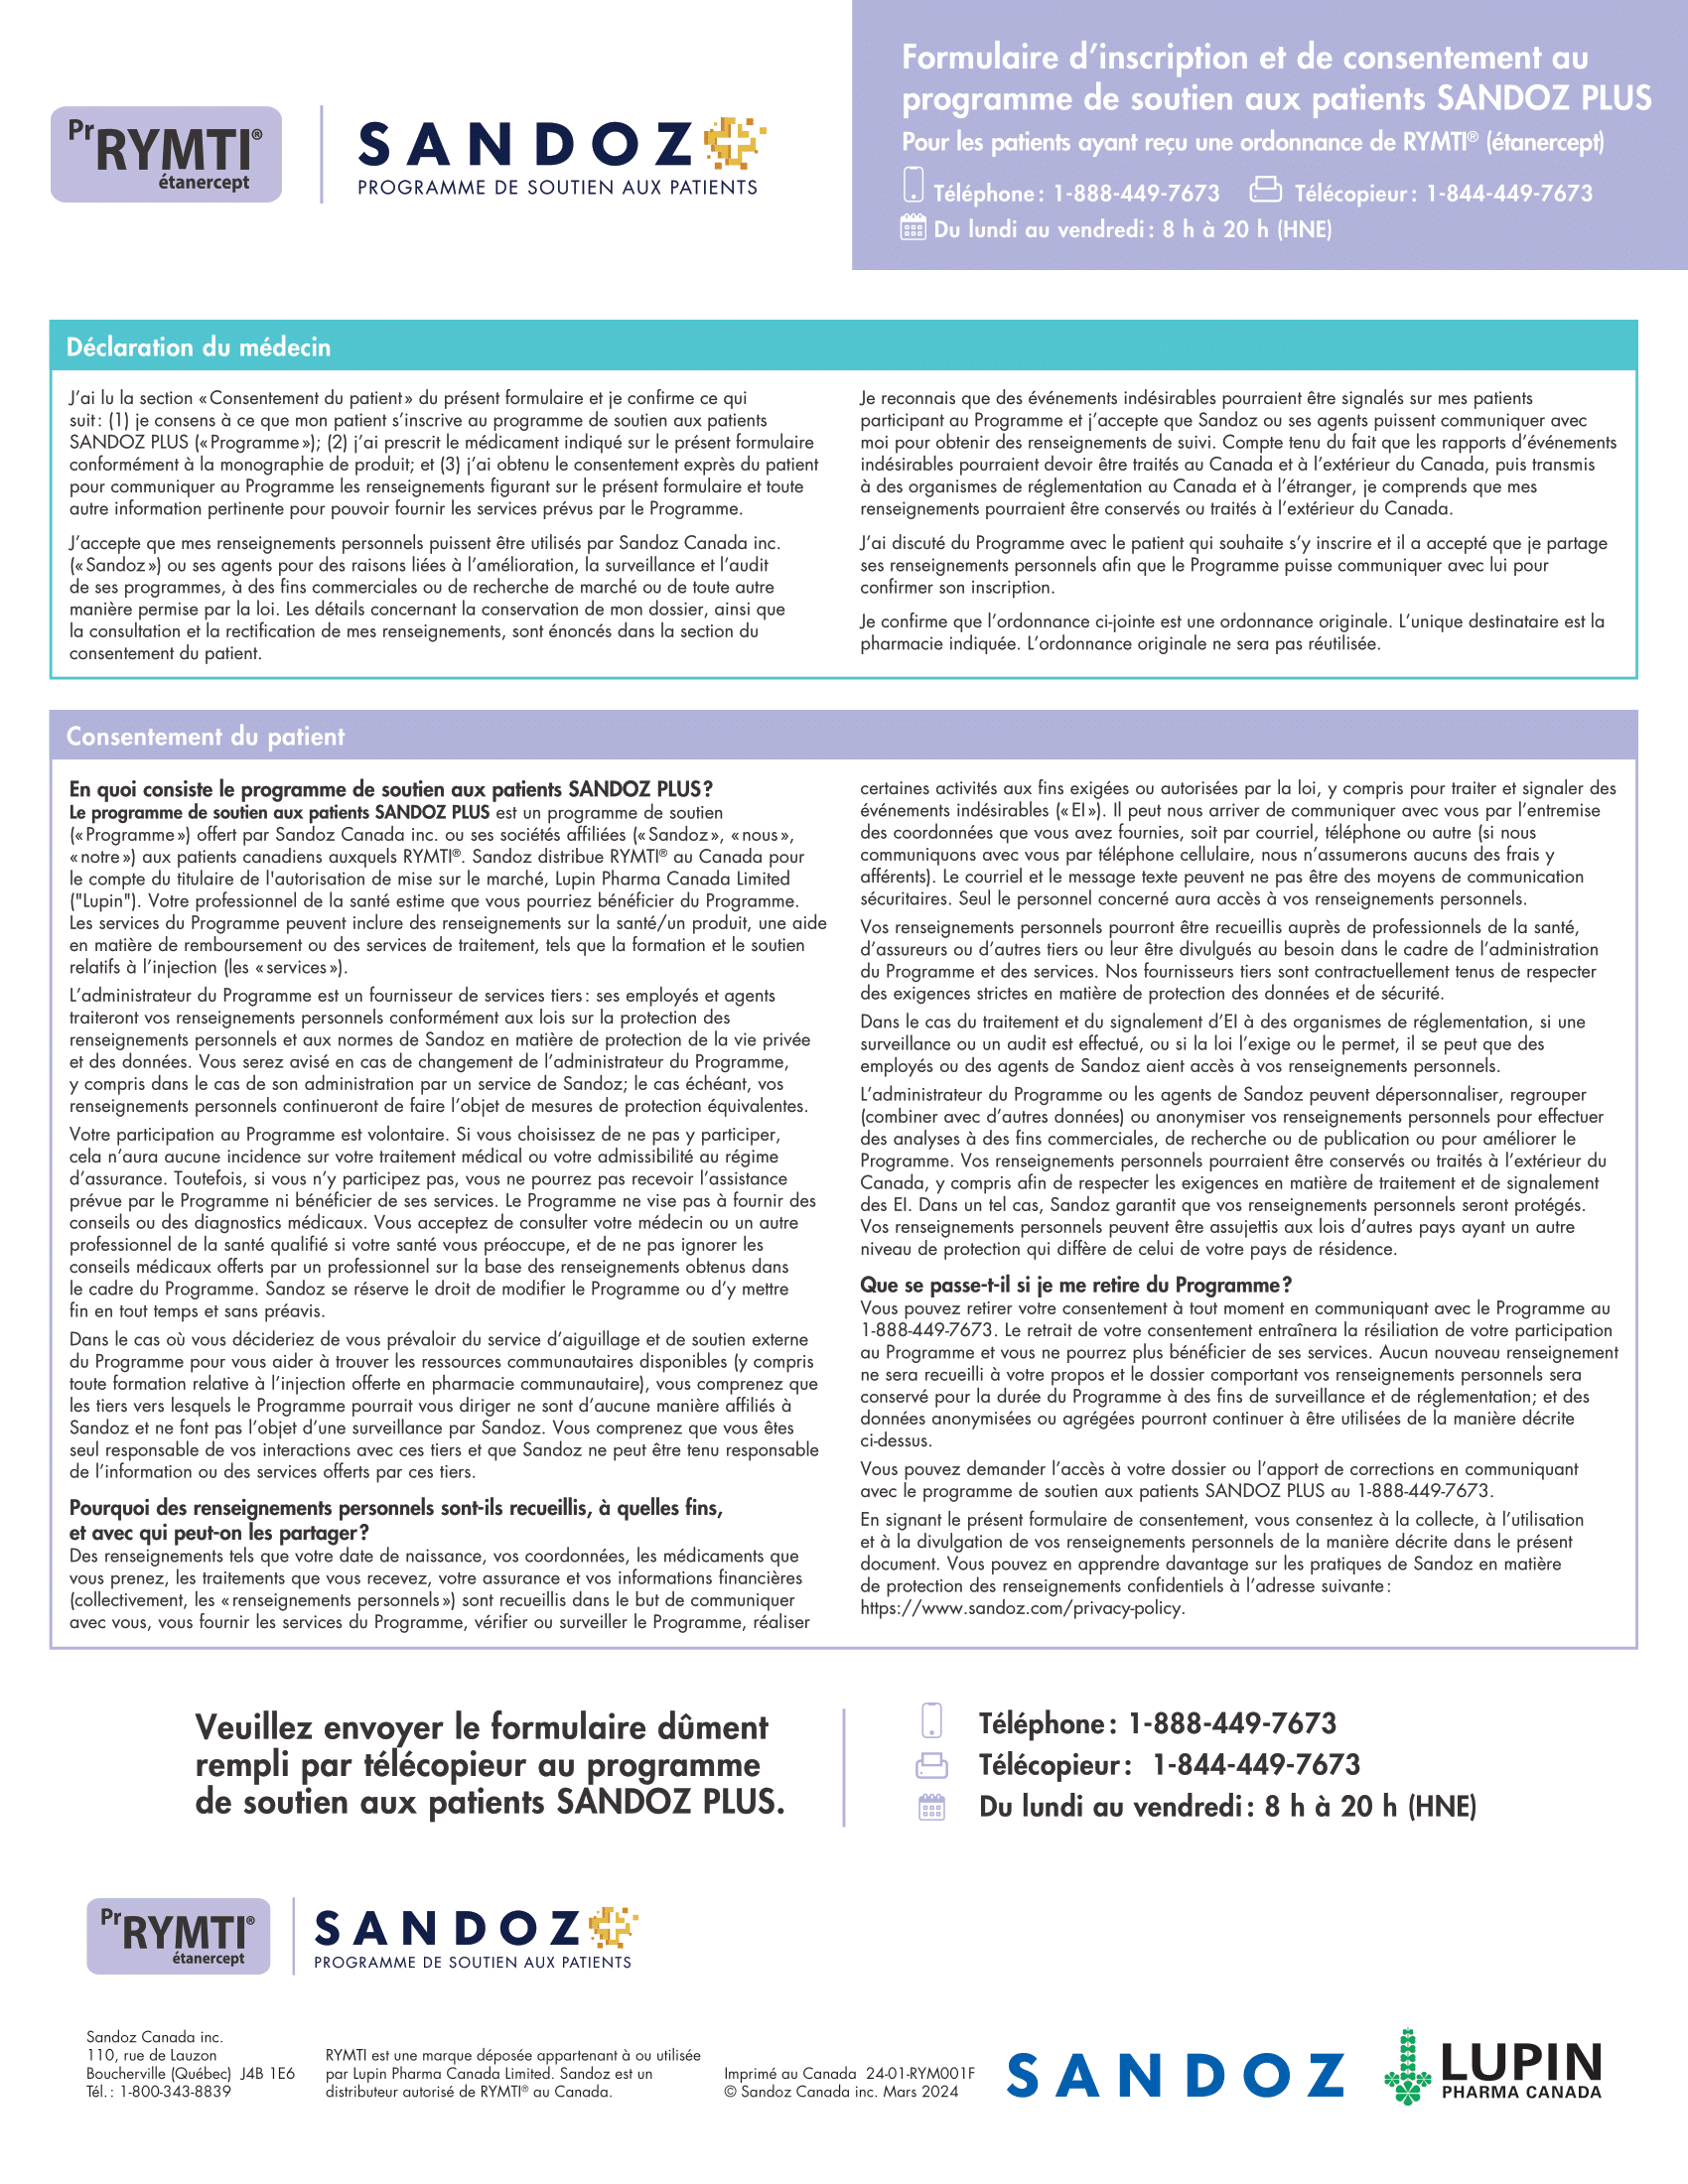 Pr RYMTI®
étanercept
SANDOZ
PROGRAMME DE SOUTIEN AUX PATIENTS
Formulaire d’inscription et de consentement au
programme de soutien aux patients SANDOZ PLUS
Pour les patients ayant reçu une ordonnance de RYMTI® (étanercept)
Téléphone : 1-888-449-7673 Télécopieur : 1-844-449-7673
Du lundi au vendredi : 8 h à 20 h (HNE)
Déclaration du médecin
J’ai lu la section « Consentement du patient » du présent formulaire et je confirme ce qui
suit : (1) je consens à ce que mon patient s’inscrive au programme de soutien aux patients
SANDOZ PLUS (« Programme »); (2) j’ai prescrit le médicament indiqué sur le présent formulaire
conformément à la monographie de produit; et (3) j’ai obtenu le consentement exprès du patient
pour communiquer au Programme les renseignements figurant sur le présent formulaire et toute
autre information pertinente pour pouvoir fournir les services prévus par le Programme.
J’accepte que mes renseignements personnels puissent être utilisés par Sandoz Canada inc.
(« Sandoz ») ou ses agents pour des raisons liées à l’amélioration, la surveillance et l’audit
de ses programmes, à des fins commerciales ou de recherche de marché ou de toute autre
manière permise par la loi. Les détails concernant la conservation de mon dossier, ainsi que
la consultation et la rectification de mes renseignements, sont énoncés dans la section du
consentement du patient.
Je reconnais que des événements indésirables pourraient être signalés sur mes patients
participant au Programme et j’accepte que Sandoz ou ses agents puissent communiquer avec
moi pour obtenir des renseignements de suivi. Compte tenu du fait que les rapports d’événements
indésirables pourraient devoir être traités au Canada et à l’extérieur du Canada, puis transmis
à des organismes de réglementation au Canada et à l’étranger, je comprends que mes
renseignements pourraient être conservés ou traités à l’extérieur du Canada.
J’ai discuté du Programme avec le patient qui souhaite s’y inscrire et il a accepté que je partage
ses renseignements personnels afin que le Programme puisse communiquer avec lui pour
confirmer son inscription.
Je confirme que l’ordonnance ci-jointe est une ordonnance originale. L’unique destinataire est la
pharmacie indiquée. L’ordonnance originale ne sera pas réutilisée.
Consentement du patient
En quoi consiste le programme de soutien aux patients SANDOZ PLUS ?
Le programme de soutien aux patients SANDOZ PLUS est un programme de soutien
(« Programme ») offert par Sandoz Canada inc. ou ses sociétés affiliées (« Sandoz », « nous »,
« notre ») aux patients canadiens auxquels RYMTI®. Sandoz distribue RYMTI® au Canada pour
le compte du titulaire de l'autorisation de mise sur le marché, Lupin Pharma Canada Limited
("Lupin"). Votre professionnel de la santé estime que vous pourriez bénéficier du Programme.
Les services du Programme peuvent inclure des renseignements sur la santé/un produit, une aide
en matière de remboursement ou des services de traitement, tels que la formation et le soutien
relatifs à l’injection (les « services »).
L’administrateur du Programme est un fournisseur de services tiers : ses employés et agents
traiteront vos renseignements personnels conformément aux lois sur la protection des
renseignements personnels et aux normes de Sandoz en matière de protection de la vie privée
et des données. Vous serez avisé en cas de changement de l’administrateur du Programme,
y compris dans le cas de son administration par un service de Sandoz; le cas échéant, vos
renseignements personnels continueront de faire l’objet de mesures de protection équivalentes.
Votre participation au Programme est volontaire. Si vous choisissez de ne pas y participer,
cela n’aura aucune incidence sur votre traitement médical ou votre admissibilité au régime
d’assurance. Toutefois, si vous n’y participez pas, vous ne pourrez pas recevoir l’assistance
prévue par le Programme ni bénéficier de ses services. Le Programme ne vise pas à fournir des
conseils ou des diagnostics médicaux. Vous acceptez de consulter votre médecin ou un autre
professionnel de la santé qualifié si votre santé vous préoccupe, et de ne pas ignorer les
conseils médicaux offerts par un professionnel sur la base des renseignements obtenus dans
le cadre du Programme. Sandoz se réserve le droit de modifier le Programme ou d’y mettre
fin en tout temps et sans préavis.
Dans le cas où vous décideriez de vous prévaloir du service d’aiguillage et de soutien externe
du Programme pour vous aider à trouver les ressources communautaires disponibles (y compris
toute formation relative à l’injection offerte en pharmacie communautaire), vous comprenez que
les tiers vers lesquels le Programme pourrait vous diriger ne sont d’aucune manière affiliés à
Sandoz et ne font pas l’objet d’une surveillance par Sandoz. Vous comprenez que vous êtes
seul responsable de vos interactions avec ces tiers et que Sandoz ne peut être tenu responsable
de l’information ou des services offerts par ces tiers.
Pourquoi des renseignements personnels sont-ils recueillis, à quelles fins,
et avec qui peut-on les partager ?
Des renseignements tels que votre date de naissance, vos coordonnées, les médicaments que
vous prenez, les traitements que vous recevez, votre assurance et vos informations financières
(collectivement, les « renseignements personnels ») sont recueillis dans le but de communiquer
avec vous, vous fournir les services du Programme, vérifier ou surveiller le Programme, réaliser
certaines activités aux fins exigées ou autorisées par la loi, y compris pour traiter et signaler des
événements indésirables (« EI »). Il peut nous arriver de communiquer avec vous par l’entremise
des coordonnées que vous avez fournies, soit par courriel, téléphone ou autre (si nous
communiquons avec vous par téléphone cellulaire, nous n’assumerons aucuns des frais y
afférents). Le courriel et le message texte peuvent ne pas être des moyens de communication
sécuritaires. Seul le personnel concerné aura accès à vos renseignements personnels.
Vos renseignements personnels pourront être recueillis auprès de professionnels de la santé,
d’assureurs ou d’autres tiers ou leur être divulgués au besoin dans le cadre de l’administration
du Programme et des services. Nos fournisseurs tiers sont contractuellement tenus de respecter
des exigences strictes en matière de protection des données et de sécurité.
Dans le cas du traitement et du signalement d’EI à des organismes de réglementation, si une
surveillance ou un audit est effectué, ou si la loi l’exige ou le permet, il se peut que des
employés ou des agents de Sandoz aient accès à vos renseignements personnels.
L’administrateur du Programme ou les agents de Sandoz peuvent dépersonnaliser, regrouper
(combiner avec d’autres données) ou anonymiser vos renseignements personnels pour effectuer
des analyses à des fins commerciales, de recherche ou de publication ou pour améliorer le
Programme. Vos renseignements personnels pourraient être conservés ou traités à l’extérieur du
Canada, y compris afin de respecter les exigences en matière de traitement et de signalement
des EI. Dans un tel cas, Sandoz garantit que vos renseignements personnels seront protégés.
Vos renseignements personnels peuvent être assujettis aux lois d’autres pays ayant un autre
niveau de protection qui diffère de celui de votre pays de résidence.
Que se passe-t-il si je me retire du Programme ?
Vous pouvez retirer votre consentement à tout moment en communiquant avec le Programme au
1-888-449-7673. Le retrait de votre consentement entraînera la résiliation de votre participation
au Programme et vous ne pourrez plus bénéficier de ses services. Aucun nouveau renseignement
ne sera recueilli à votre propos et le dossier comportant vos renseignements personnels sera
conservé pour la durée du Programme à des fins de surveillance et de réglementation; et des
données anonymisées ou agrégées pourront continuer à être utilisées de la manière décrite
ci-dessus.
Vous pouvez demander l’accès à votre dossier ou l’apport de corrections en communiquant
avec le programme de soutien aux patients SANDOZ PLUS au 1-888-449-7673.
En signant le présent formulaire de consentement, vous consentez à la collecte, à l’utilisation
et à la divulgation de vos renseignements personnels de la manière décrite dans le présent
document. Vous pouvez en apprendre davantage sur les pratiques de Sandoz en matière
de protection des renseignements confidentiels à l’adresse suivante :
https://www.sandoz.com/privacy-policy.
Veuillez envoyer le formulaire dûment
rempli par télécopieur au programme
de soutien aux patients SANDOZ PLUS.
Téléphone : 1-888-449-7673
Télécopieur : 1-844-449-7673
Du lundi au vendredi : 8 h à 20 h (HNE)
Pr RYMTI®
étanercept
SANDOZ
PROGRAMME DE SOUTIEN AUX PATIENTS
Sandoz Canada inc.
110, rue de Lauzon
Boucherville (Québec) J4B 1E6
Tél. : 1-800-343-8839
RYMTI est une marque déposée appartenant à ou utilisée
par Lupin Pharma Canada Limited. Sandoz est un
distributeur autorisé de RYMTI® au Canada.
Imprimé au Canada 24-01-RYM001F
© Sandoz Canada inc. Mars 2024
SANDOZ
LUPIN
PHARMA CANADA